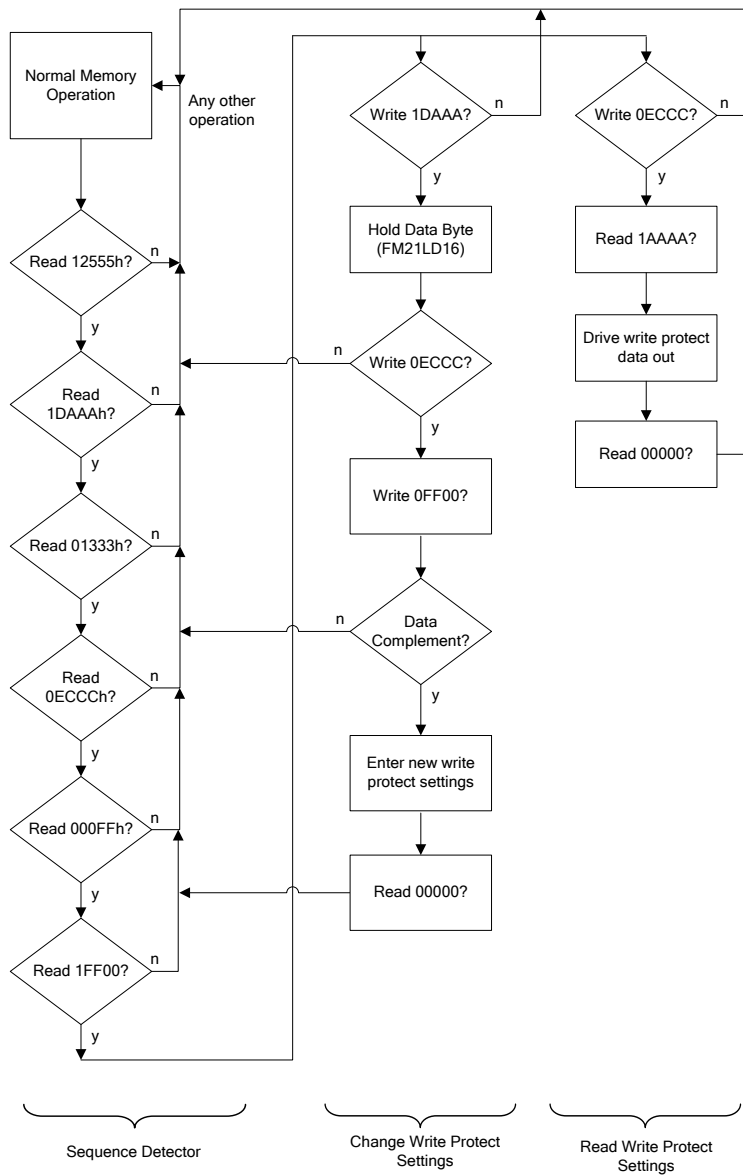 Normal Memory
Operation
Any other
operation
Read 12555h?
n
y
Read
1DAAAh?
n
y
Read 01333h?
n
y
Read
0ECCCh?
n
y
Read 000FFh?
n
y
Read 1FF00?
n
y
Sequence Detector
Write 1DAAA?
n
y
Hold Data Byte
(FM21LD16)
Write 0ECCC?
n
y
Write 0FF00?
Data
Complement?
n
y
Enter new write
protect settings
Read 00000?
Change Write Protect
Settings
Write 0ECCC?
n
y
Read 1AAAA?
Drive write protect
data out
Read 00000?
Read Write Protect
Settings